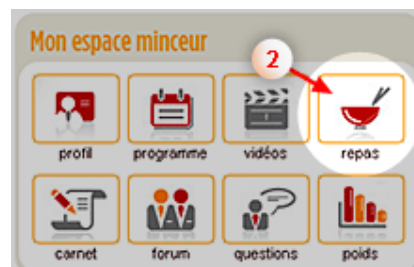 Mon espace minceur
2
profil programme vidéos repas
carnet forum questions poids